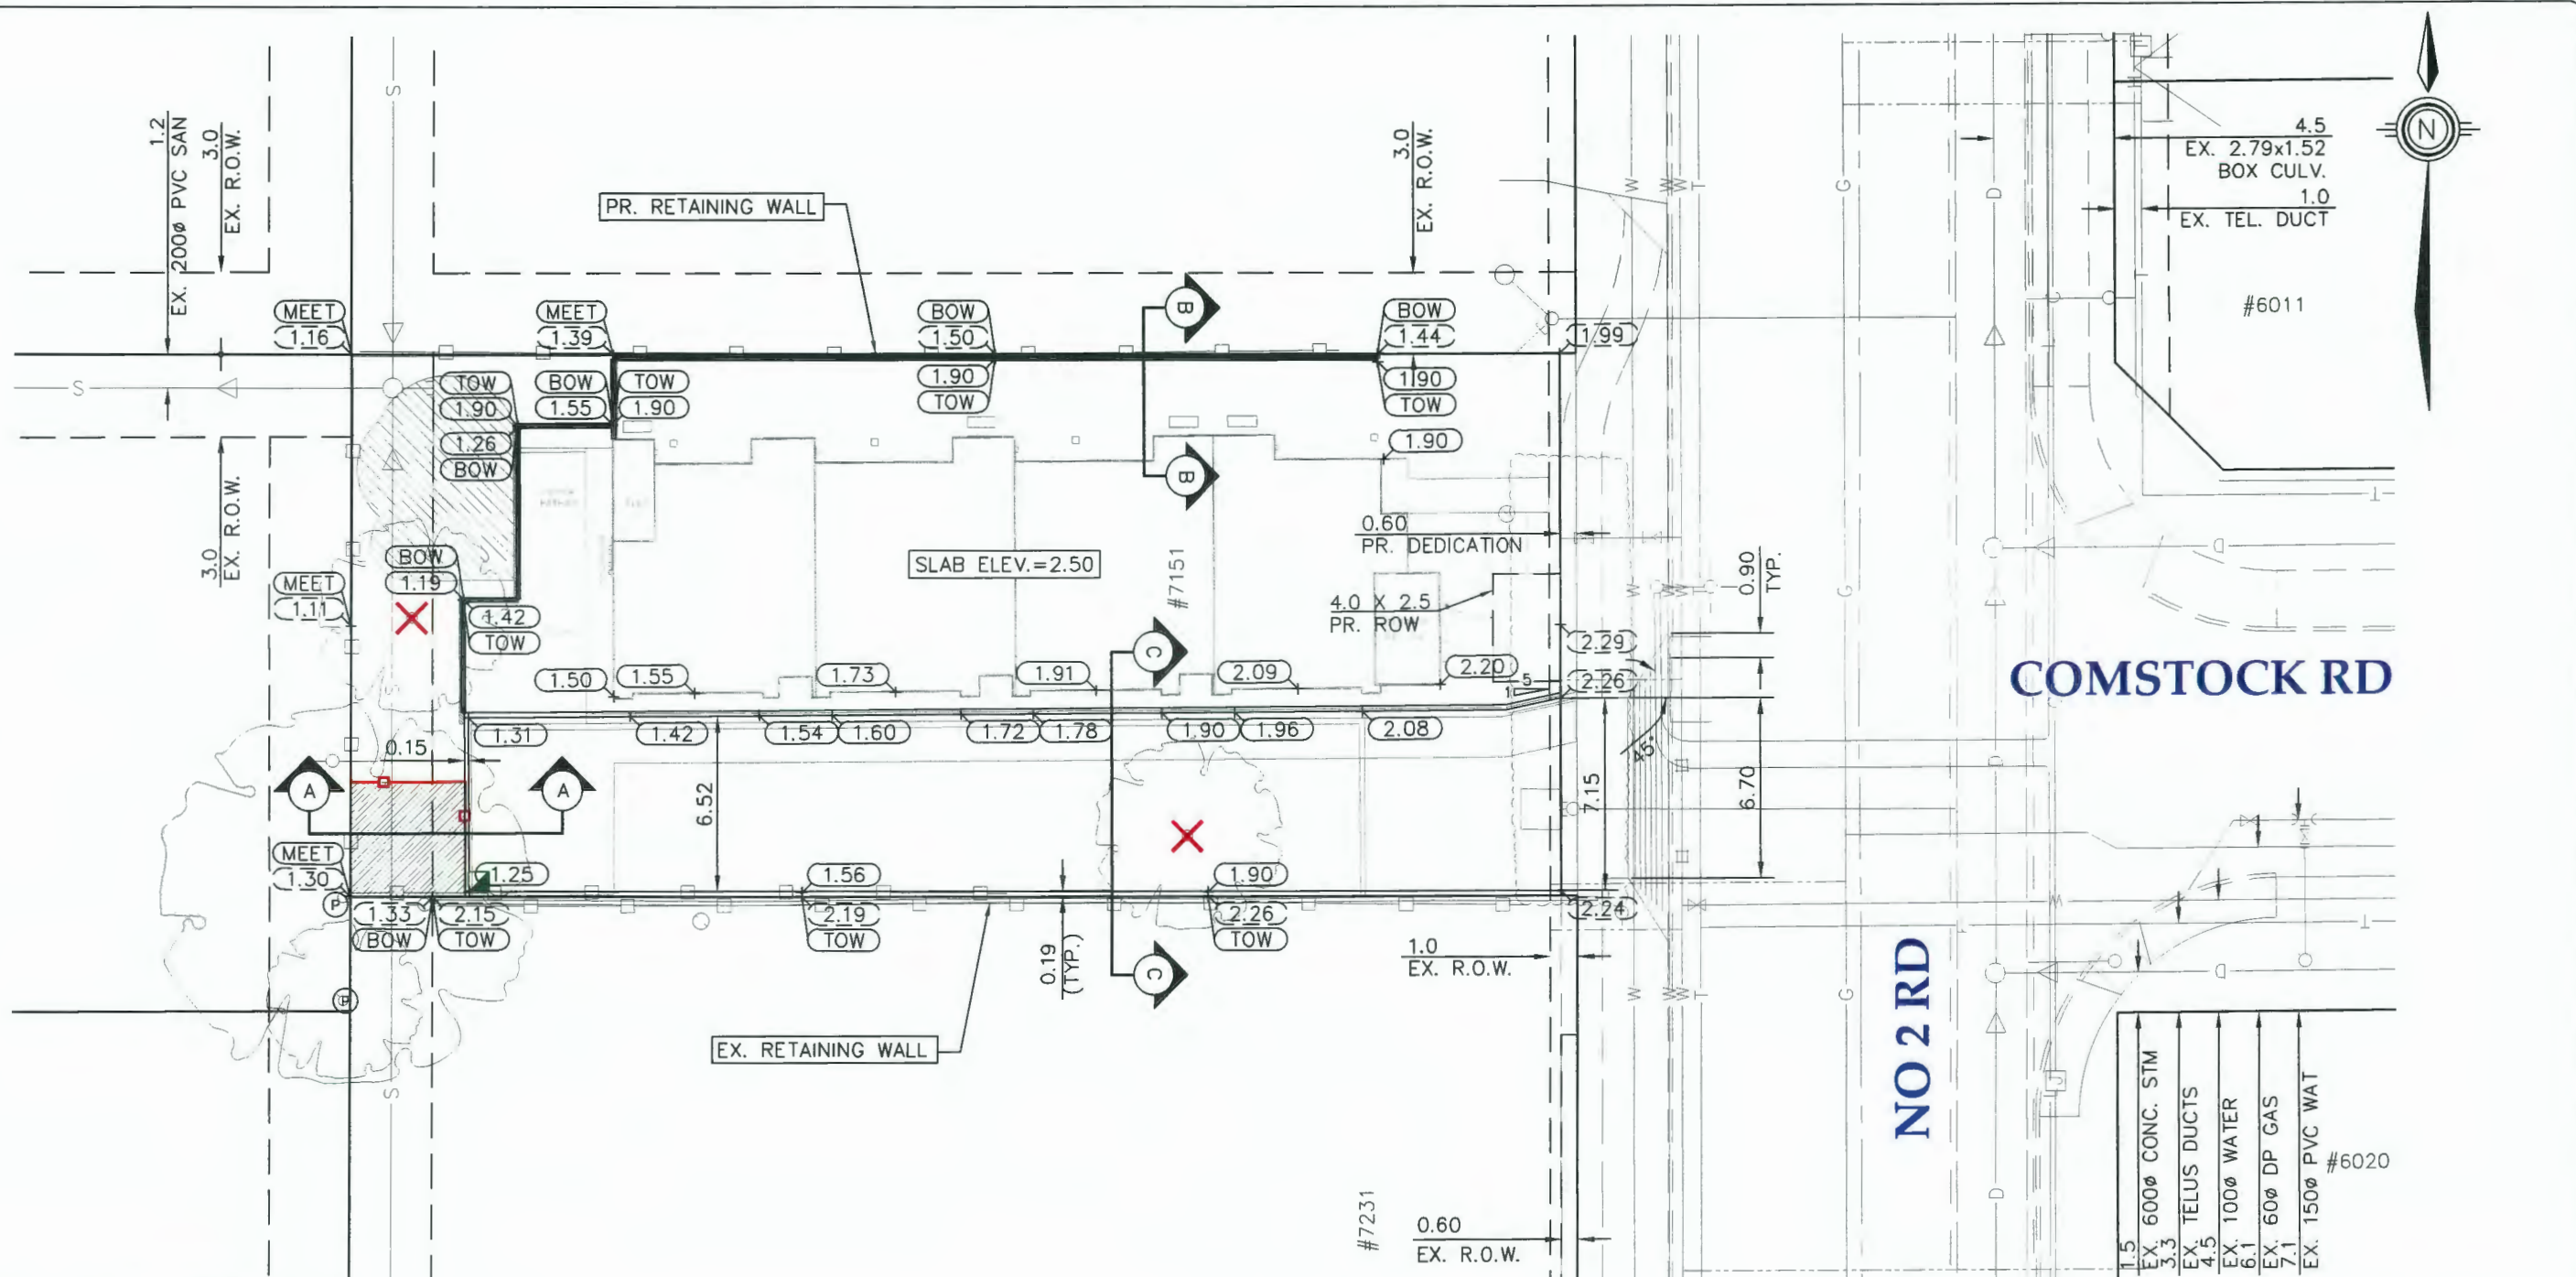 1.2
EX. 200ø PVC SAN
3.0
EX. R.O.W.
S
PR. RETAINING WALL
3.0
EX. R.O.W.
W
W
W
T
G
D
4.5
EX. 2.79x1.52
BOX CULV.
1.0
EX. TEL. DUCT
N
#6011
MEET
1.16
MEET
1.39
BOW
1.50
B
BOW
1.44
1.99
S
TOW
1.90
BOW
1.55
TOW
1.90
1.90
TOW
1.90
TOW
1.26
BOW
1.90
B
3.0
EX. R.O.W.
0.60
PR. DEDICATION
SLAB ELEV.=2.50
#7151
BOW
1.19
MEET
1.11
1.42
TOW
4.0 X 2.5
PR. ROW
0.90
TYP.
W
W
W
T
G
D
T
2.29
C
1.50
1.55
1.73
1.91
2.09
2.20
1
5
2.26
COMSTOCK RD
1.31
1.42
1.54
1.60
1.72
1.78
1.90
1.96
2.08
45°
0.15
A
A
6.52
7.15
6.70
D
MEET
1.30
1.25
1.56
1.90
P
1.33
BOW
2.15
TOW
2.19
TOW
2.26
TOW
2.24
0.19
(TYP.)
C
1.0
EX. R.O.W.
W
W
W
T
G
D
T
P
EX. RETAINING WALL
NO 2 RD
S
J
D
#7231
0.60
EX. R.O.W.
1.5
EX. 600ø CONC. STM
3.3
EX. TELUS DUCTS
4.5
EX. 100ø WATER
6.1
EX. 60ø DP GAS
7.1
EX. 150ø PVC WAT
#6020